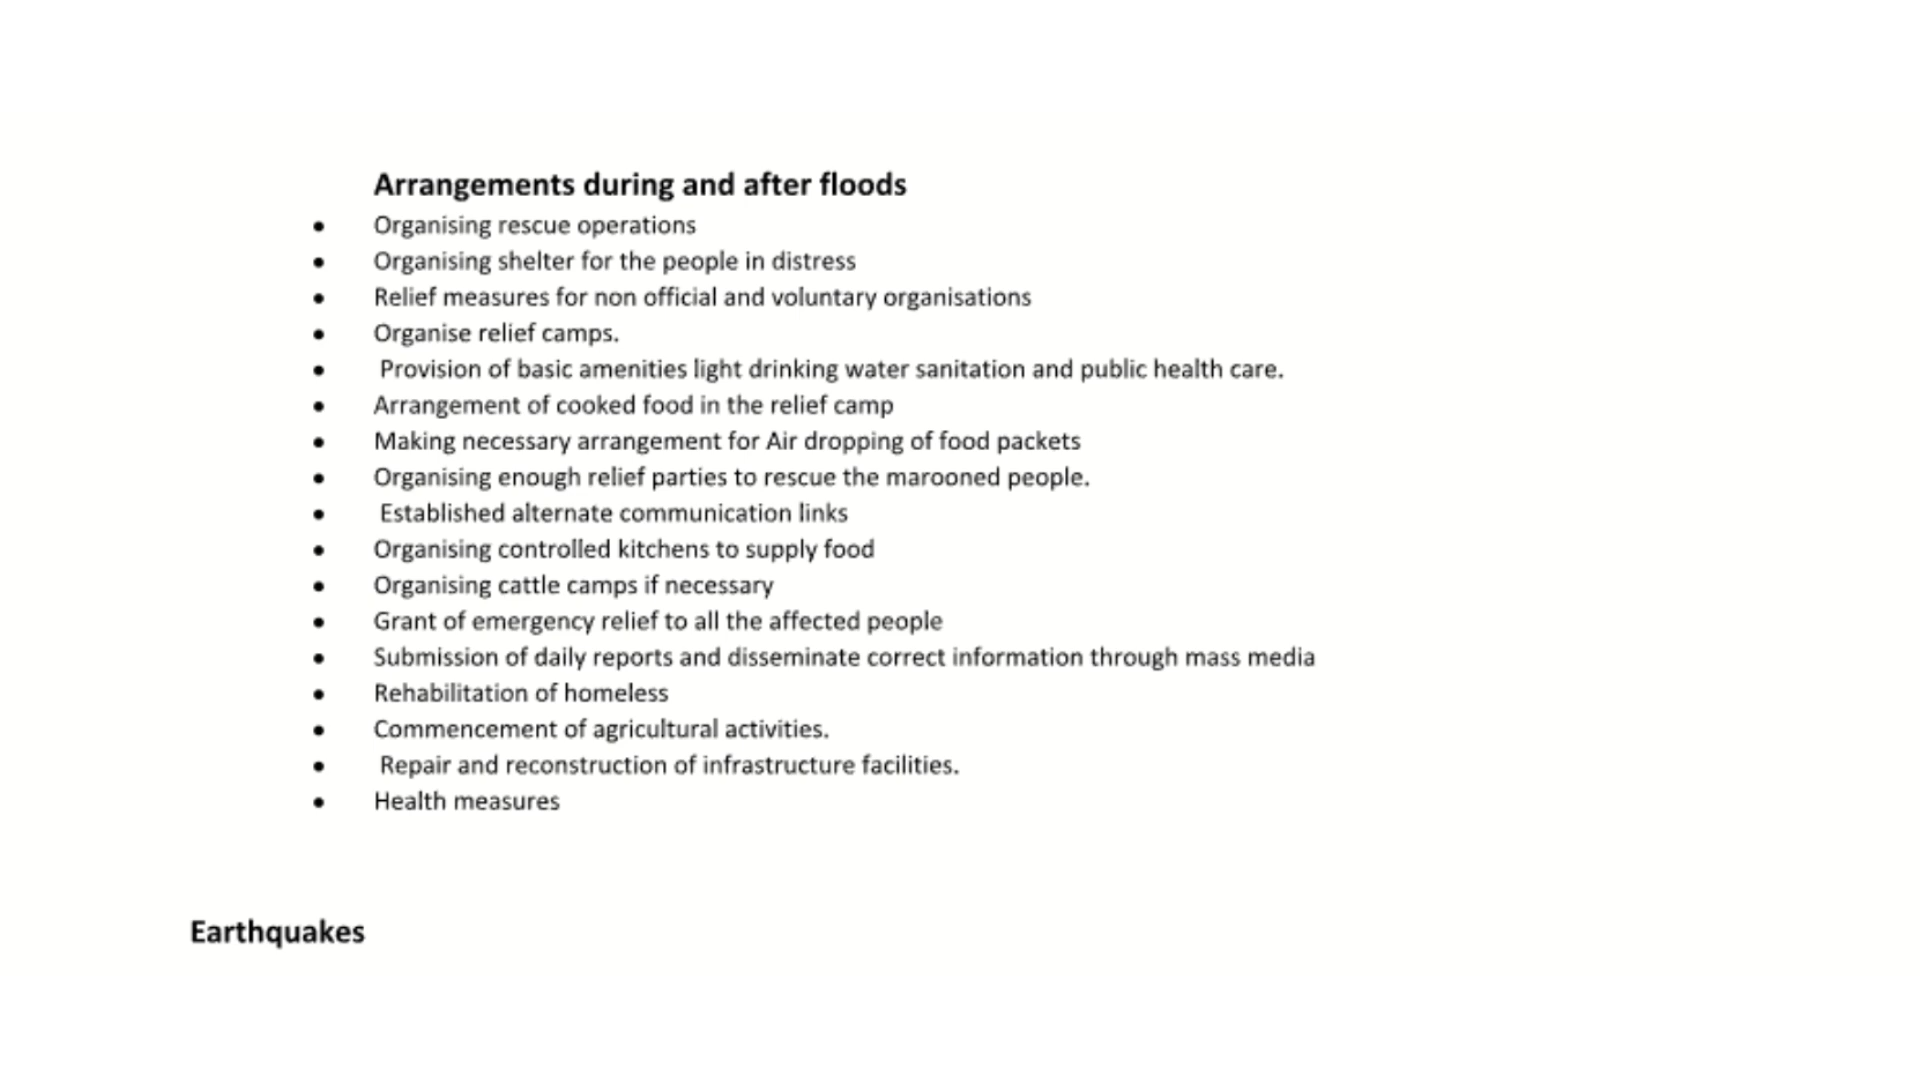 Arrangements during and after floods
• Organising rescue operations
• Organising shelter for the people in distress
• Relief measures for non official and voluntary organisations
• Organise relief camps.
• Provision of basic amenities light drinking water sanitation and public health care.
• Arrangement of cooked food in the relief camp
• Making necessary arrangement for Air dropping of food packets
• Organising enough relief parties to rescue the marooned people.
• Established alternate communication links
• Organising controlled kitchens to supply food
• Organising cattle camps if necessary
• Grant of emergency relief to all the affected people
• Submission of daily reports and disseminate correct information through mass media
• Rehabilitation of homeless
• Commencement of agricultural activities.
• Repair and reconstruction of infrastructure facilities.
• Health measures
Earthquakes